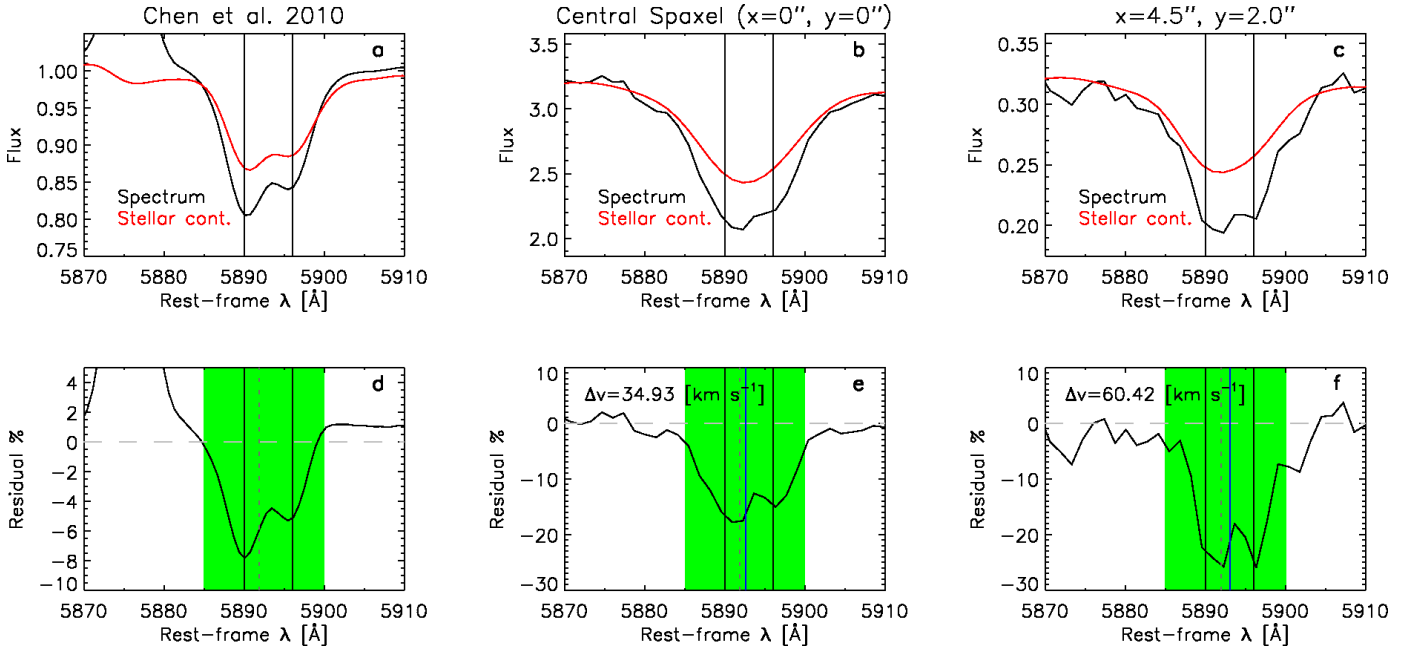 Chen et al. 2010
Central Spaxel (x=0", y=0")
x=4.5", y=2.0"
a
1.00
0.95
0.90
0.85
0.80
0.75
Flux
Spectrum
Stellar cont.
5870 5880 5890 5900 5910
Rest-frame λ [Å]
b
3.5
3.0
2.5
2.0
Flux
Spectrum
Stellar cont.
5870 5880 5890 5900 5910
Rest-frame λ [Å]
c
0.35
0.30
0.25
0.20
Flux
Spectrum
Stellar cont.
5870 5880 5890 5900 5910
Rest-frame λ [Å]
d
4
2
0
−2
−4
−6
−8
−10
Residual %
5870 5880 5890 5900 5910
Rest-frame λ [Å]
e
Δv=34.93 [km s⁻¹]
10
0
−10
−20
−30
Residual %
5870 5880 5890 5900 5910
Rest-frame λ [Å]
f
Δv=60.42 [km s⁻¹]
10
0
−10
−20
−30
Residual %
5870 5880 5890 5900 5910
Rest-frame λ [Å]